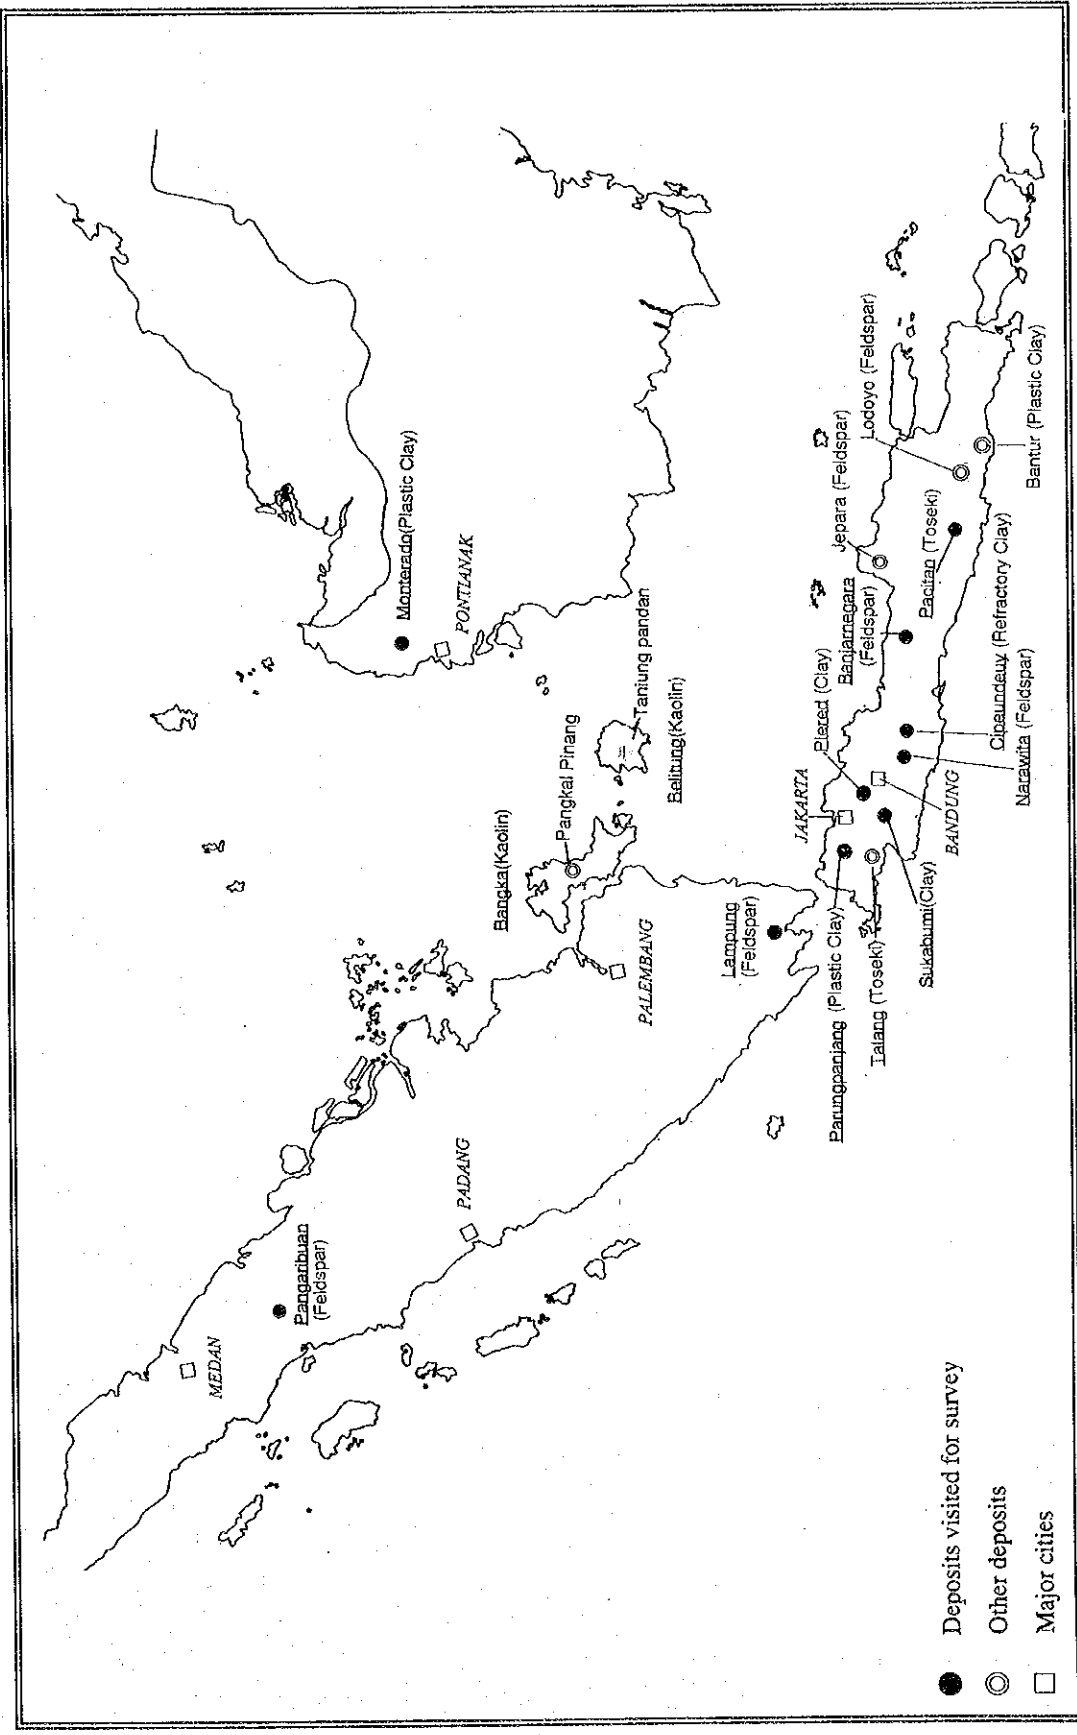 Monterado(Plastic Clay)
PONTIANAK
MEDAN
Pangaribuan
(Feldspar)
PADANG
Bangka(Kaolin)
Pangkal Pinang
Taniung pandan
Belitung(Kaolin)
PALEMBANG
Lampung
(Feldspar)
JAKARTA
Plered (Clay)
Banjarnegara
(Feldspar)
Jepara (Feldspar)
Lodoyo (Feldspar)
Parungpanjang (Plastic Clay)
Talang (Toseki)
Sukabumi(Clay)
BANDUNG
Narawita (Feldspar)
Cipeundeuy (Refractory Clay)
Pacitan (Toseki)
Bantur (Plastic Clay)
Deposits visited for survey
Other deposits
Major cities